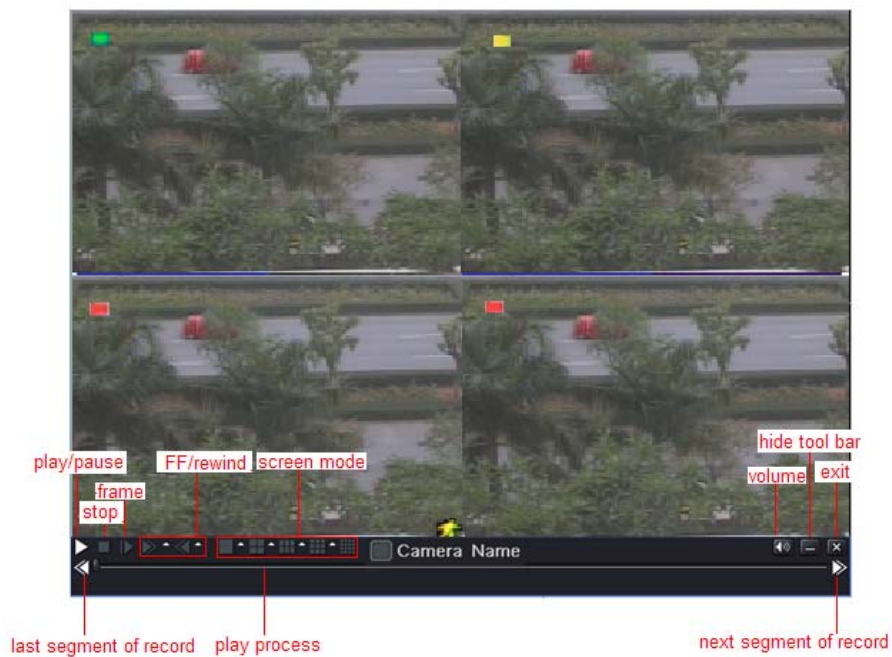 hide tool bar
play/pause
FF/rewind
screen mode
volume
exit
frame
stop
Camera Name
last segment of record
play process
next segment of record